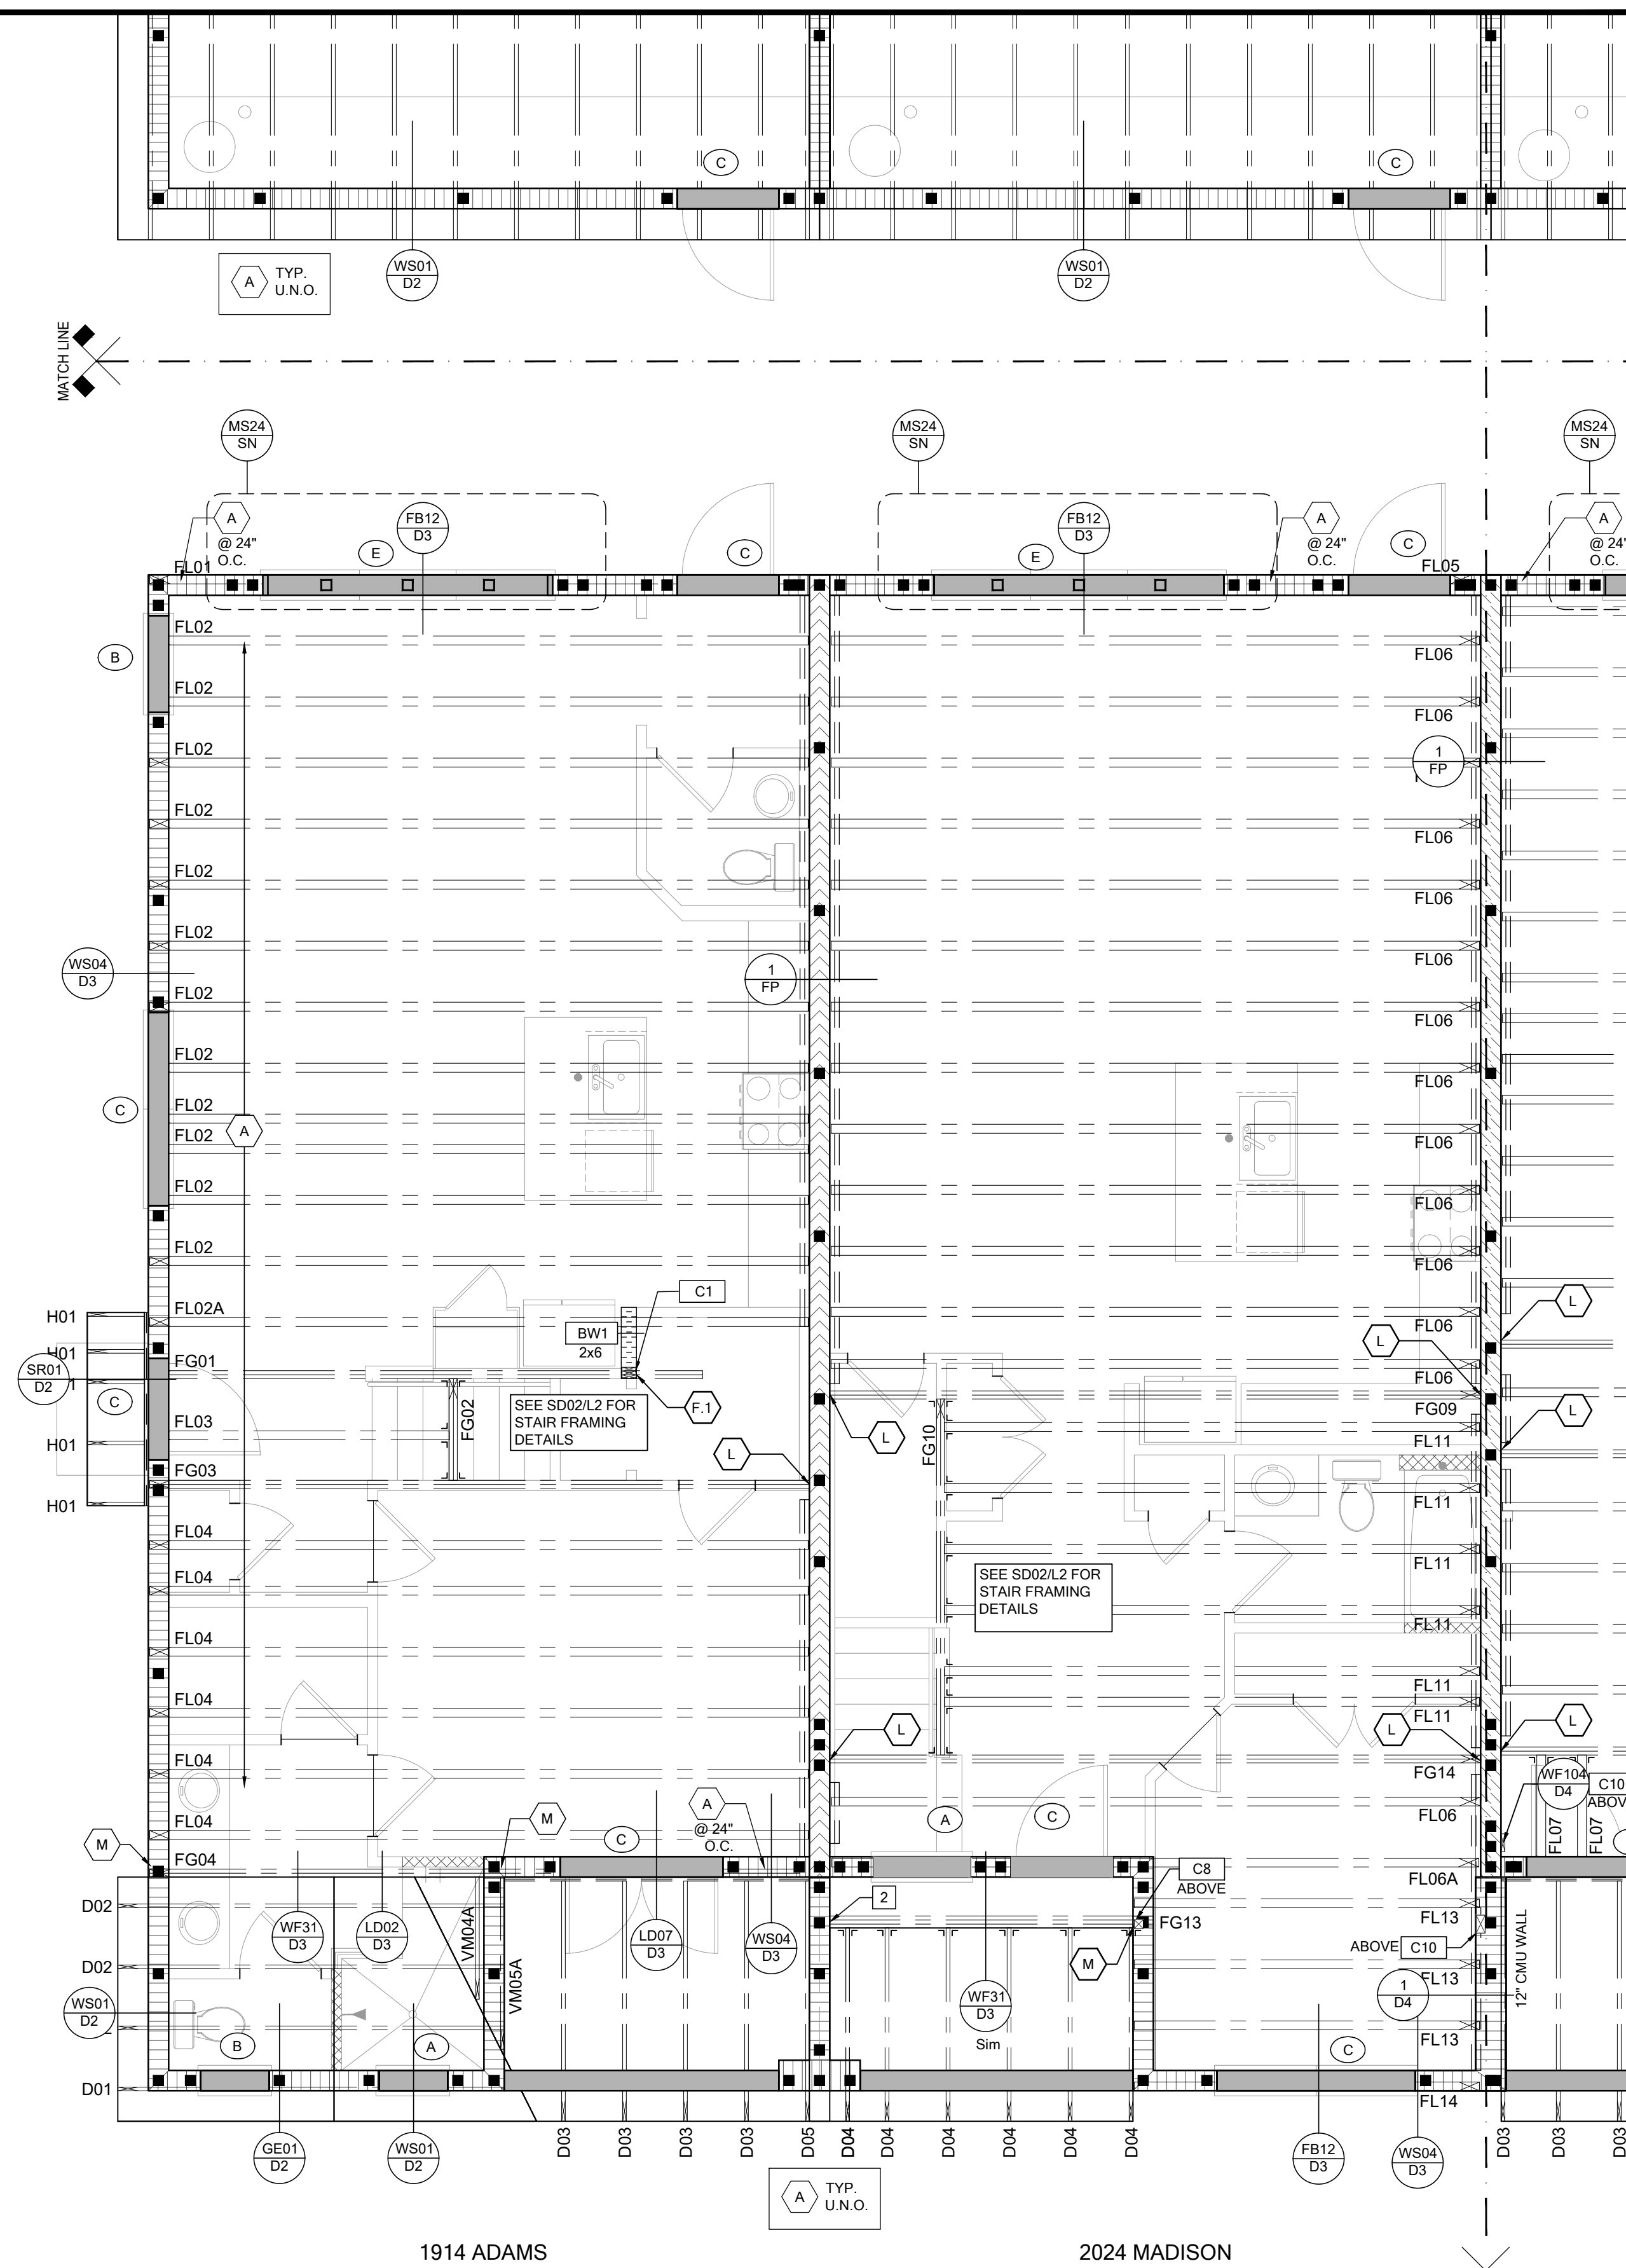 C
C
C
A
TYP.
U.N.O.
WS01
D2
WS01
D2
MATCH LINE
MS24
SN
MS24
SN
MS24
SN
A
@ 24"
O.C.
E
FB12
D3
C
E
FB12
D3
A
@ 24"
O.C.
C
A
@ 24"
O.C.
FL01
FL05
FL02
FL06
B
FL02
FL06
FL02
1
FP
FL02
FL06
FL02
FL06
FL02
FL06
WS04
D3
1
FP
FL02
FL06
FL02
FL06
FL02
C
A
FL02
FL06
FL02
FL06
FL02
FL06
C1
L
H01
FL02A
FL06
BW1
2x6
L
H01
FG01
FL06
SR01
D2
C
F.1
FG09
L
FL03
FG02
SEE SD02/L2 FOR
STAIR FRAMING
DETAILS
L
FG10
FL11
H01
L
FG03
H01
FL11
FL04
FL11
FL04
SEE SD02/L2 FOR
STAIR FRAMING
DETAILS
FL11
FL04
FL11
FL04
FL11
L
L
L
FL04
FG14
WF104
D4
C10
A
@ 24"
O.C.
C
A
C
FL06
FL07
FL07
M
FL04
M
C
FG04
C8
ABOVE
FL06A
D02
2
FG13
FL13
WF31
D3
LD02
D3
VM04A
LD07
D3
WS04
D3
ABOVE
C10
12" CMU WALL
D02
M
FL13
VM05A
1
D4
WS01
D2
WF31
D3
Sim
FL13
B
A
C
D01
FL14
D03
D03
D03
D03
D05
D04
D04
D04
D04
D04
D04
D03
D03
D03
GE01
D2
WS01
D2
FB12
D3
WS04
D3
A
TYP.
U.N.O.
1914 ADAMS
2024 MADISON